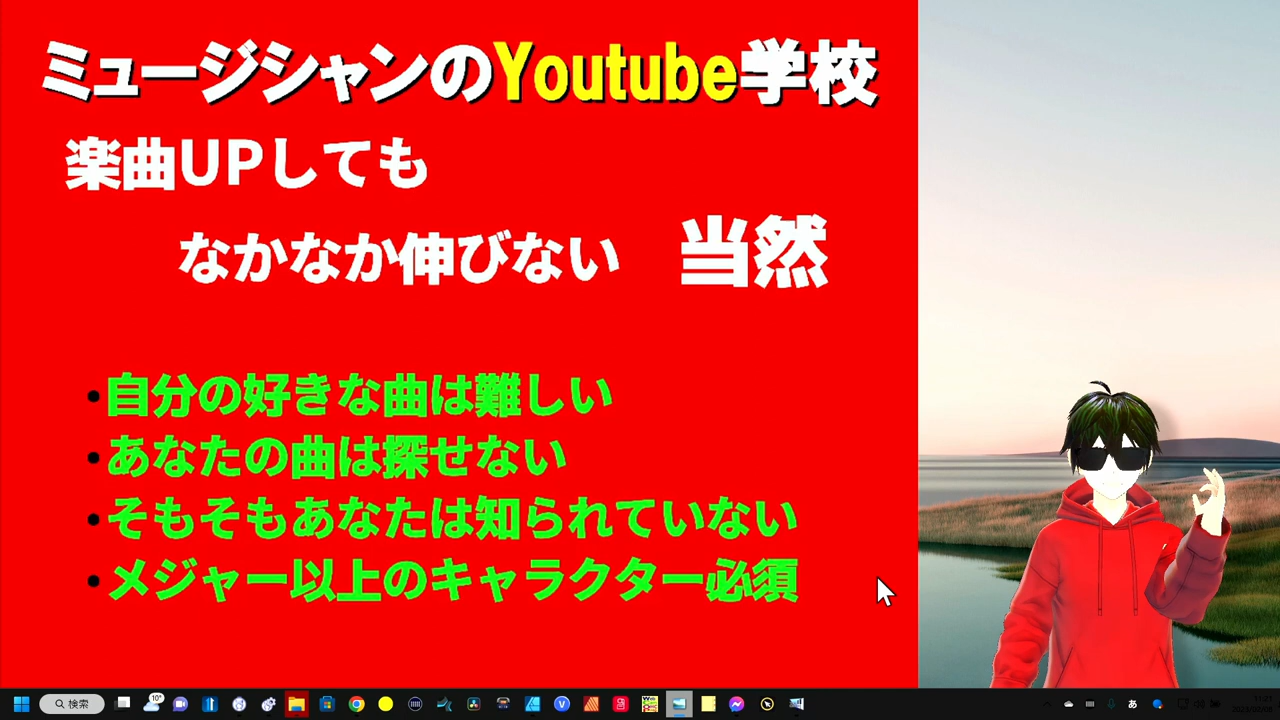 ミュージシャンのYoutube学校
楽曲UPしても
なかなか伸びない 当然
•自分の好きな曲は難しい
•あなたの曲は探せない
•そもそもあなたは知られていない
•メジャー以上のキャラクター必須
10°
検索
あ